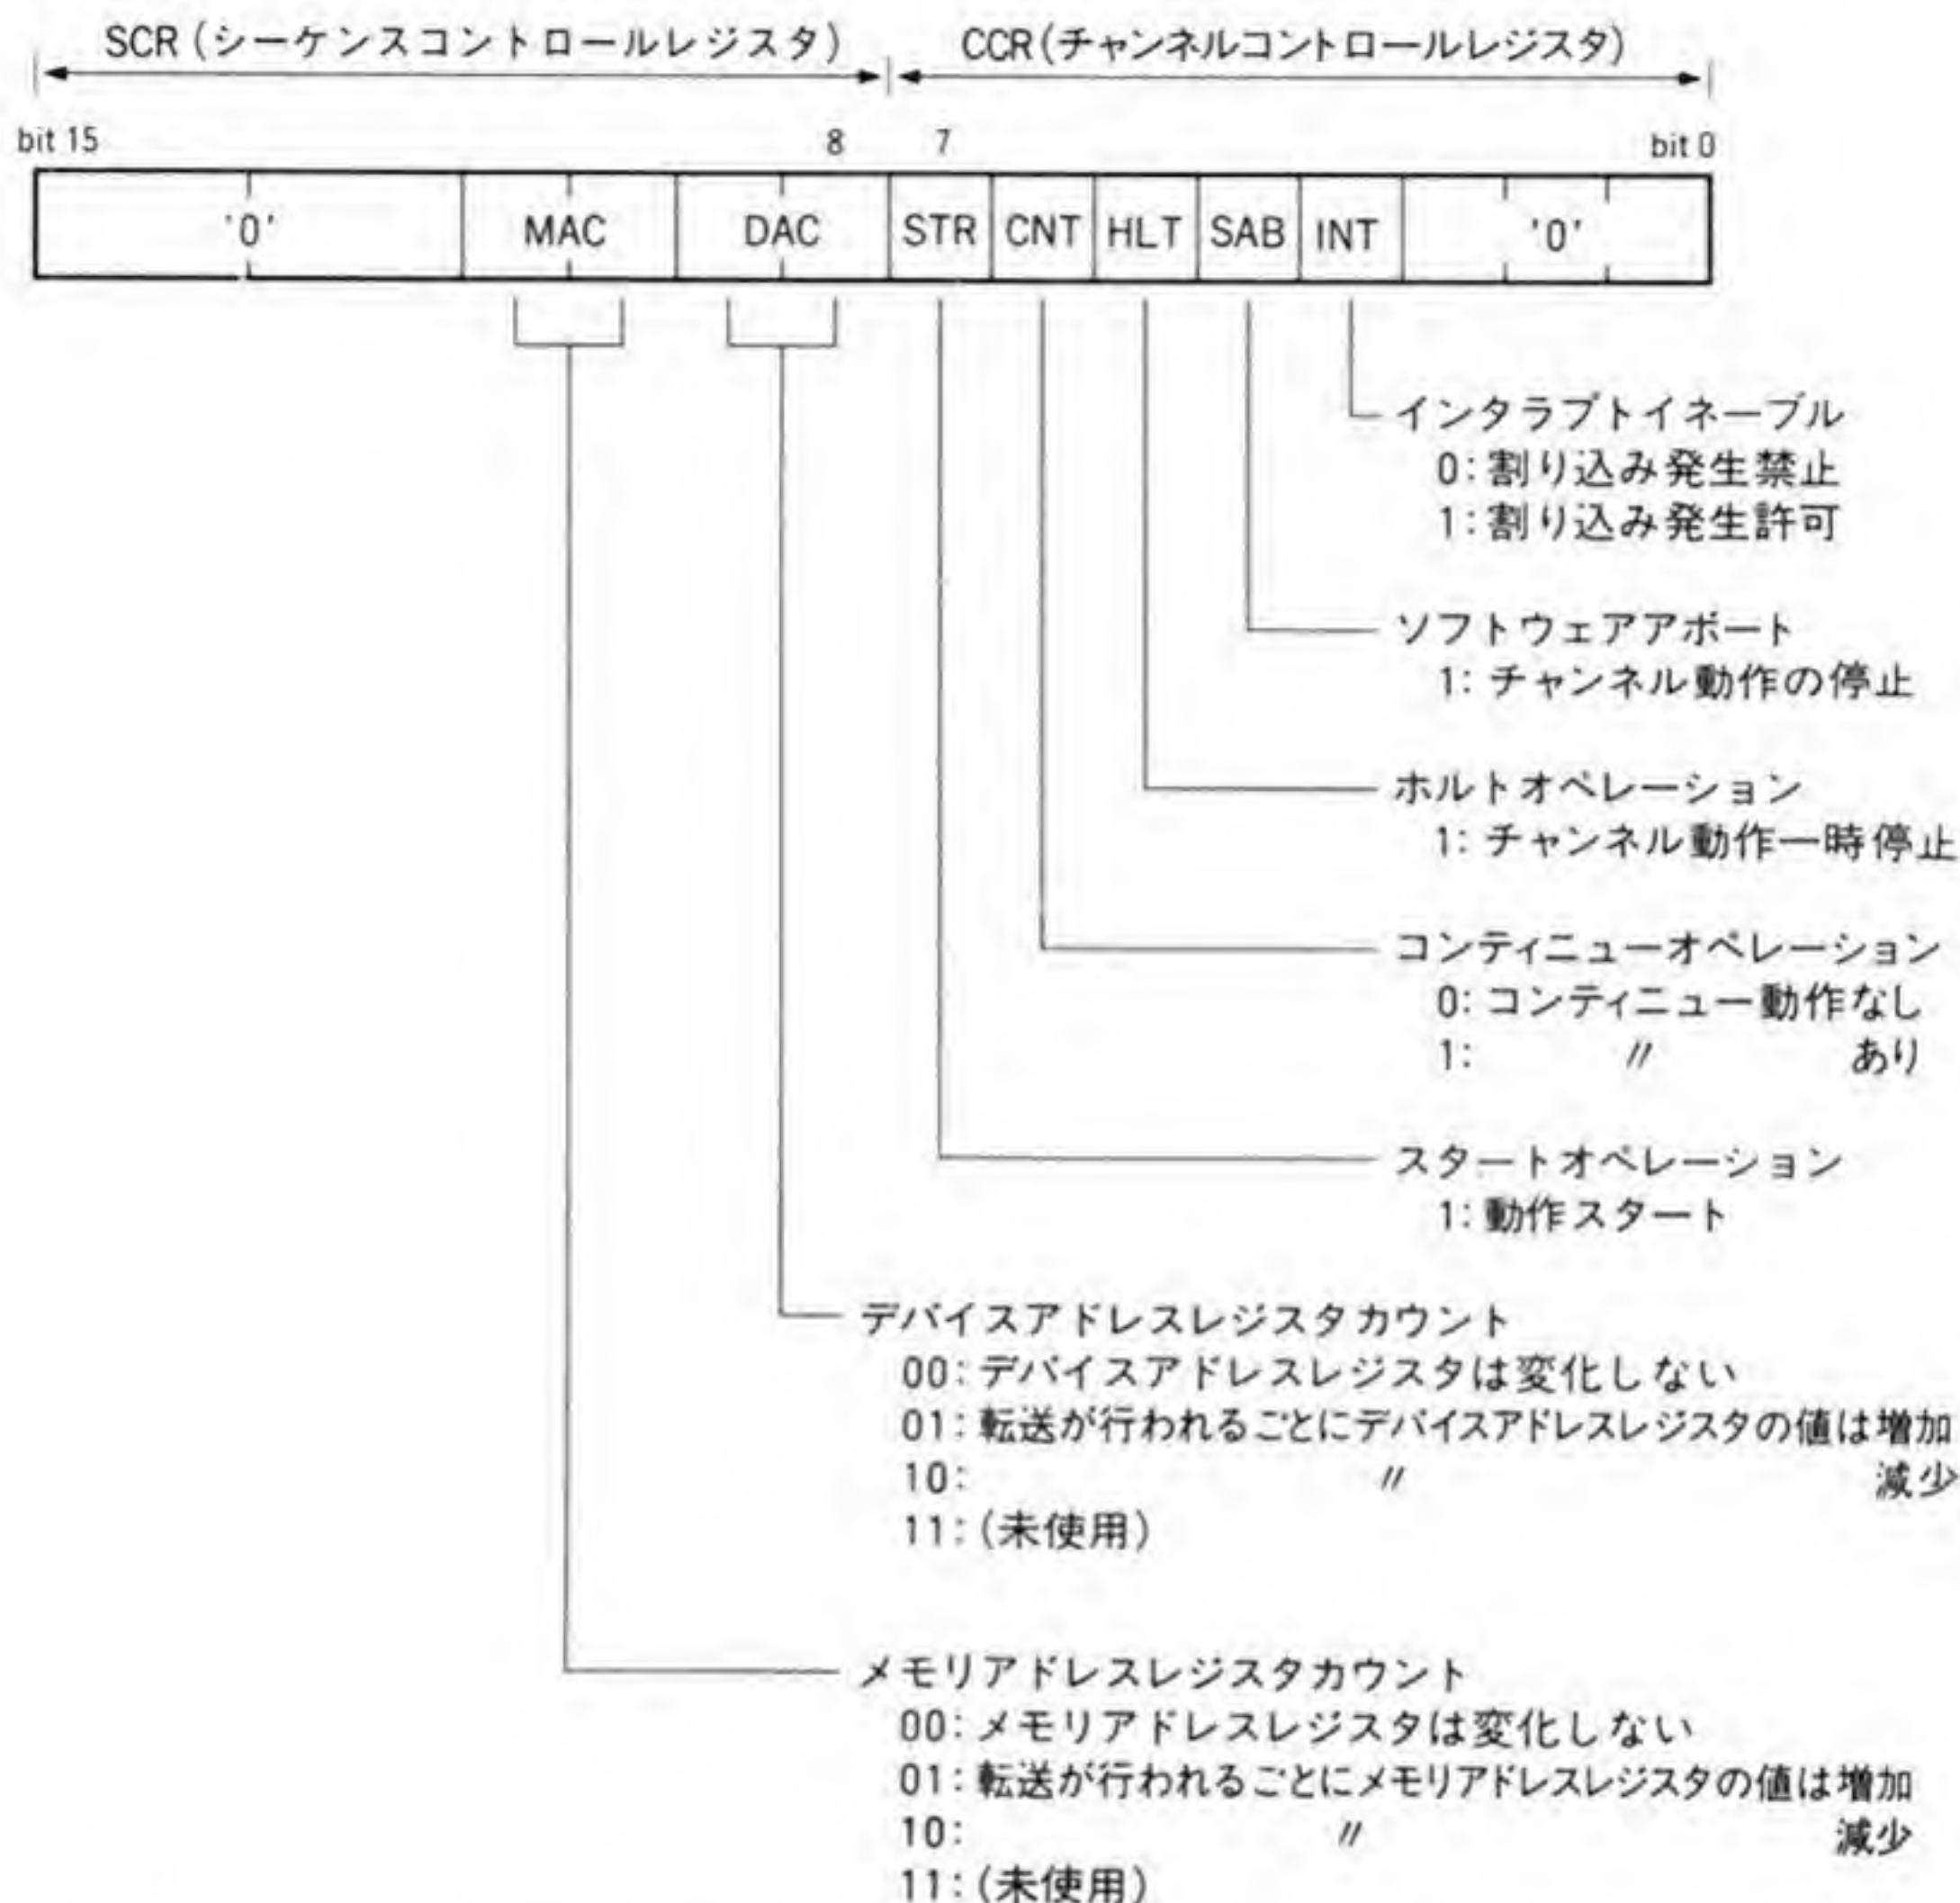 SCR (シーケンスコントロールレジスタ) CCR (チャンネルコントロールレジスタ)
bit 15 8 7 bit 0
'0' MAC DAC STR CNT HLT SAB INT '0'
インタラプトイネーブル
0: 割り込み発生禁止
1: 割り込み発生許可
ソフトウェアアボート
1: チャンネル動作の停止
ホルトオペレーション
1: チャンネル動作一時停止
コンティニューオペレーション
0: コンティニュー動作なし
1: 〃 あり
スタートオペレーション
1: 動作スタート
デバイスアドレスレジスタカウント
00: デバイスアドレスレジスタは変化しない
01: 転送が行われるごとにデバイスアドレスレジスタの値は増加
10: 〃 減少
11: (未使用)
メモリアドレスレジスタカウント
00: メモリアドレスレジスタは変化しない
01: 転送が行われるごとにメモリアドレスレジスタの値は増加
10: 〃 減少
11: (未使用)